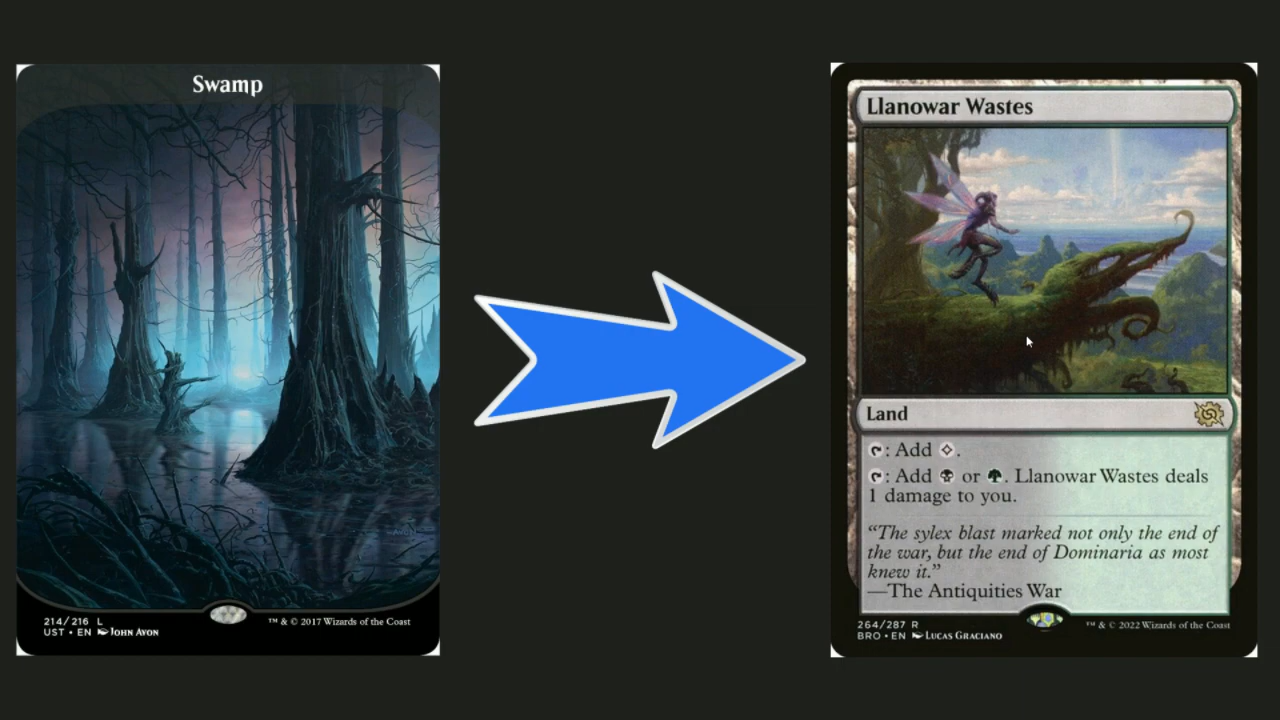 Swamp
214/216 L
UST • EN John Avon
™ & © 2017 Wizards of the Coast
Llanowar Wastes
Land
: Add .
: Add or . Llanowar Wastes deals
1 damage to you.
“The sylex blast marked not only the end of
the war, but the end of Dominaria as most
knew it.”
—The Antiquities War
264/287 R
BRO • EN Lucas Graciano
™ & © 2022 Wizards of the Coast